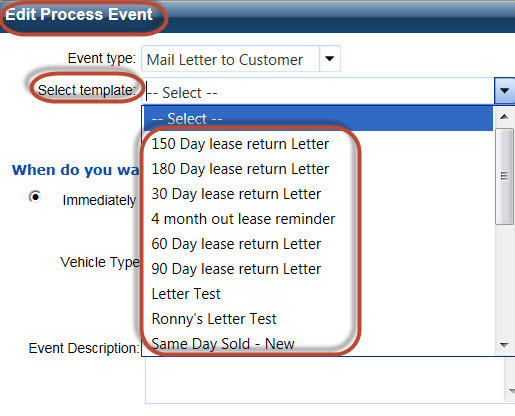 Edit Process Event
Event type: Mail Letter to Customer
Select template: -- Select --
-- Select --
150 Day lease return Letter
180 Day lease return Letter
When do you wa
30 Day lease return Letter
Immediately
4 month out lease reminder
60 Day lease return Letter
Vehicle Type
90 Day lease return Letter
Letter Test
Ronny's Letter Test
Event Description:
Same Day Sold - New